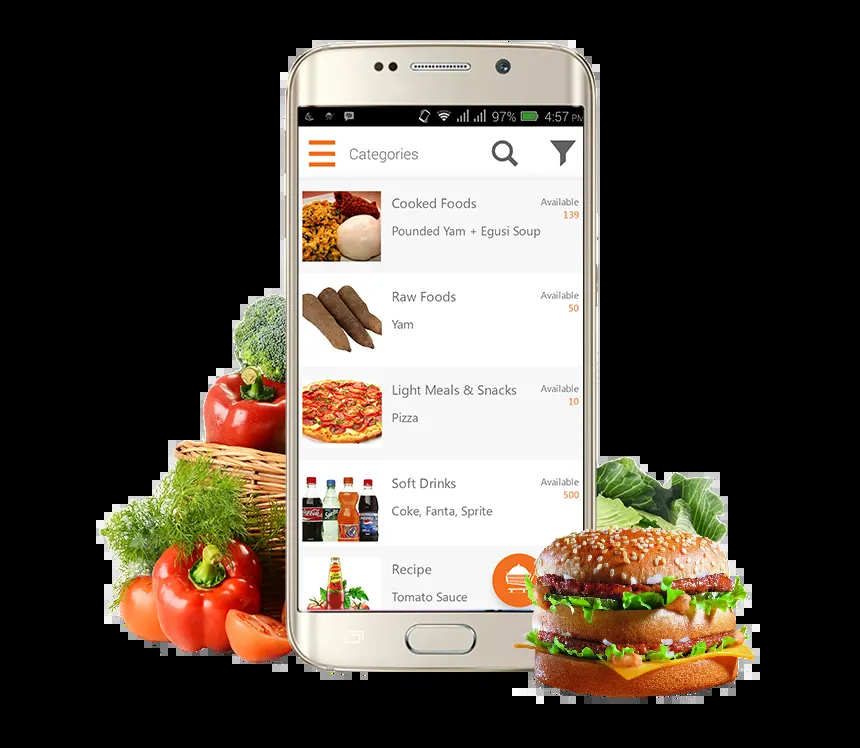 97% 4:57 PM
Categories
Cooked Foods
Available
139
Pounded Yam + Egusi Soup
Raw Foods
Available
50
Yam
Light Meals & Snacks
Available
10
Pizza
Soft Drinks
Available
500
Coke, Fanta, Sprite
Recipe
Tomato Sauce